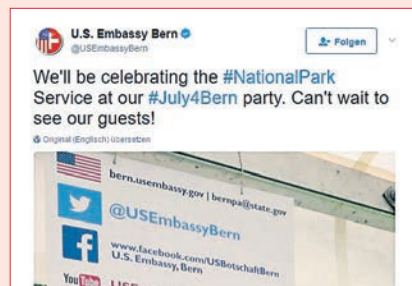 U.S. Embassy Bern
@USEmbassyBern
Folgen
We'll be celebrating the #NationalPark
Service at our #July4Bern party. Can't wait to
see our guests!
Original (Englisch) übersetzen
bern.usembassy.gov | bernpa@state.gov
@USEmbassyBern
www.facebook.com/USBotschaftBern
U.S. Embassy, Bern
YouTube